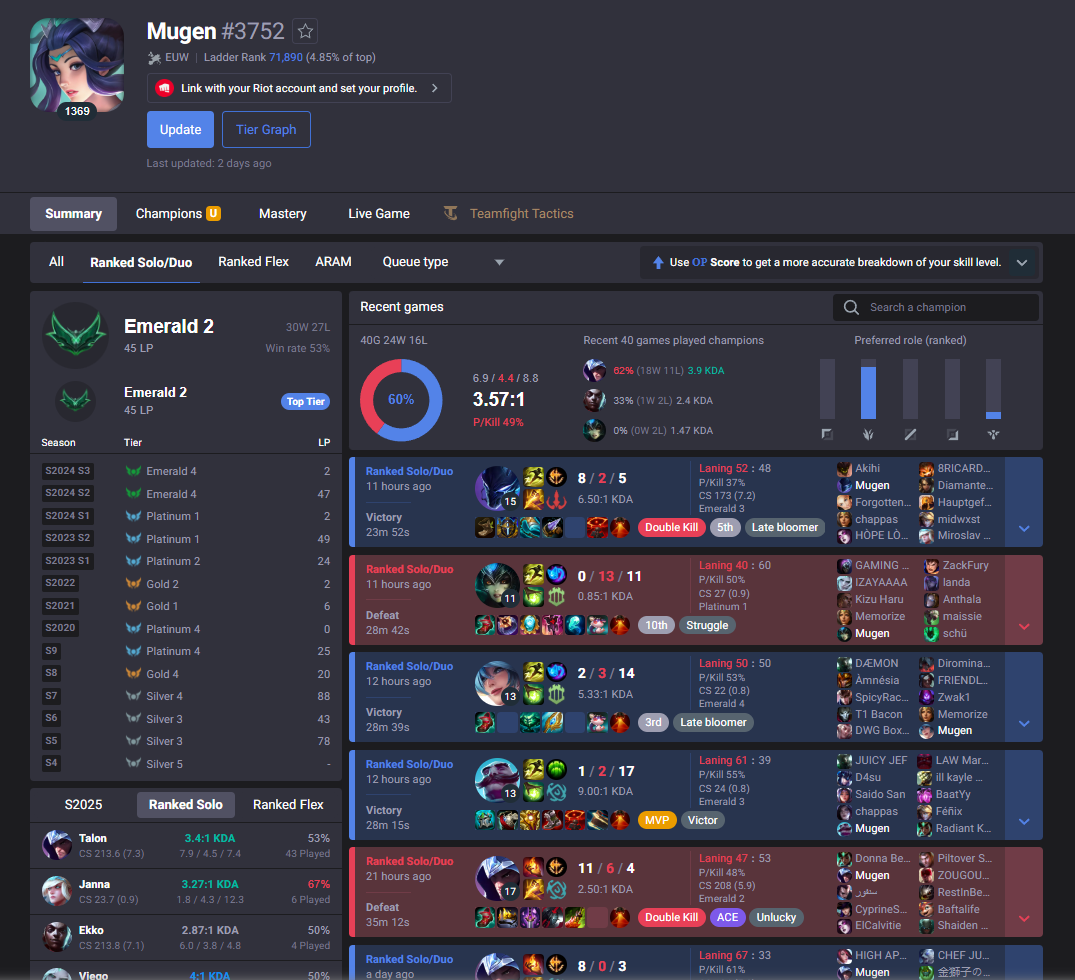 Mugen #3752
1369
EUW Ladder Rank 71,890 (4.85% of top)
Link with your Riot account and set your profile.
Update Tier Graph
Last updated: 2 days ago
Summary Champions U Mastery Live Game Teamfight Tactics
All Ranked Solo/Duo Ranked Flex ARAM Queue type
Use OP Score to get a more accurate breakdown of your skill level.
Emerald 2 30W 27L
45 LP Win rate 53%
Emerald 2
45 LP
Top Tier
Season Tier LP
S2024 S3 Emerald 4 2
S2024 S2 Emerald 4 47
S2024 S1 Platinum 1 2
S2023 S2 Platinum 1 49
S2023 S1 Platinum 2 24
S2022 Gold 2 2
S2021 Gold 1 6
S2020 Platinum 4 0
S9 Platinum 4 25
S8 Gold 4 20
S7 Silver 4 88
S6 Silver 3 43
S5 Silver 3 78
S4 Silver 5 -
S2025 Ranked Solo Ranked Flex
Talon 3.4:1 KDA 53%
CS 213.6 (7.3) 7.9 / 4.5 / 7.4 43 Played
Janna 3.27:1 KDA 67%
CS 23.7 (0.9) 1.8 / 4.3 / 12.3 6 Played
Ekko 2.87:1 KDA 50%
CS 213.8 (7.1) 6.0 / 3.8 / 4.8 4 Played
Viego 4:1 KDA 50%
Recent games
Search a champion
40G 24W 16L
60%
6.9 / 4.4 / 8.8
3.57:1
P/Kill 49%
Recent 40 games played champions
62% (18W 11L) 3.9 KDA
33% (1W 2L) 2.4 KDA
0% (0W 2L) 1.47 KDA
Preferred role (ranked)
Ranked Solo/Duo
11 hours ago
Victory
23m 52s
15
8 / 2 / 5
6.50:1 KDA
Double Kill 5th Late bloomer
Laning 52 : 48
P/Kill 37%
CS 173 (7.2)
Emerald 3
Akihi 8RICARD...
Mugen Diamante...
Forgotten... Hauptgef...
chappas midwxst
HÖPE LÒ... Miroslav ...
Ranked Solo/Duo
11 hours ago
Defeat
28m 42s
11
0 / 13 / 11
0.85:1 KDA
10th Struggle
Laning 40 : 60
P/Kill 50%
CS 27 (0.9)
Platinum 1
GAMING ... ZackFury
IZAYAAAA landa
Kizu Haru Anthala
Memorize maissie
Mugen schü
Ranked Solo/Duo
12 hours ago
Victory
28m 39s
13
2 / 3 / 14
5.33:1 KDA
3rd Late bloomer
Laning 50 : 50
P/Kill 53%
CS 22 (0.8)
Emerald 4
DÆMON Diromina...
Àmnésia FRIENDL...
SpicyRac... Zwak1
T1 Bacon Memorize
DWG Box... Mugen
Ranked Solo/Duo
12 hours ago
Victory
28m 15s
13
1 / 2 / 17
9.00:1 KDA
MVP Victor
Laning 61 : 39
P/Kill 55%
CS 24 (0.8)
Emerald 3
JUICY JEF LAW Mar...
D4su ill kayle ...
Saido San BaatYy
chappas Féñix
Mugen Radiant K...
Ranked Solo/Duo
21 hours ago
Defeat
35m 12s
17
11 / 6 / 4
2.50:1 KDA
Double Kill ACE Unlucky
Laning 47 : 53
P/Kill 48%
CS 208 (5.9)
Emerald 2
Donna Be... Piltover S...
Mugen ZOUGOU...
RestInBe...
CyprineS... Baftalife
ElCalvitie Shaiden ...
Ranked Solo/Duo
a day ago
8 / 0 / 3
Laning 67 : 33
P/Kill 61%
HIGH AP... CHEF JU...
Mugen 金獅子の...